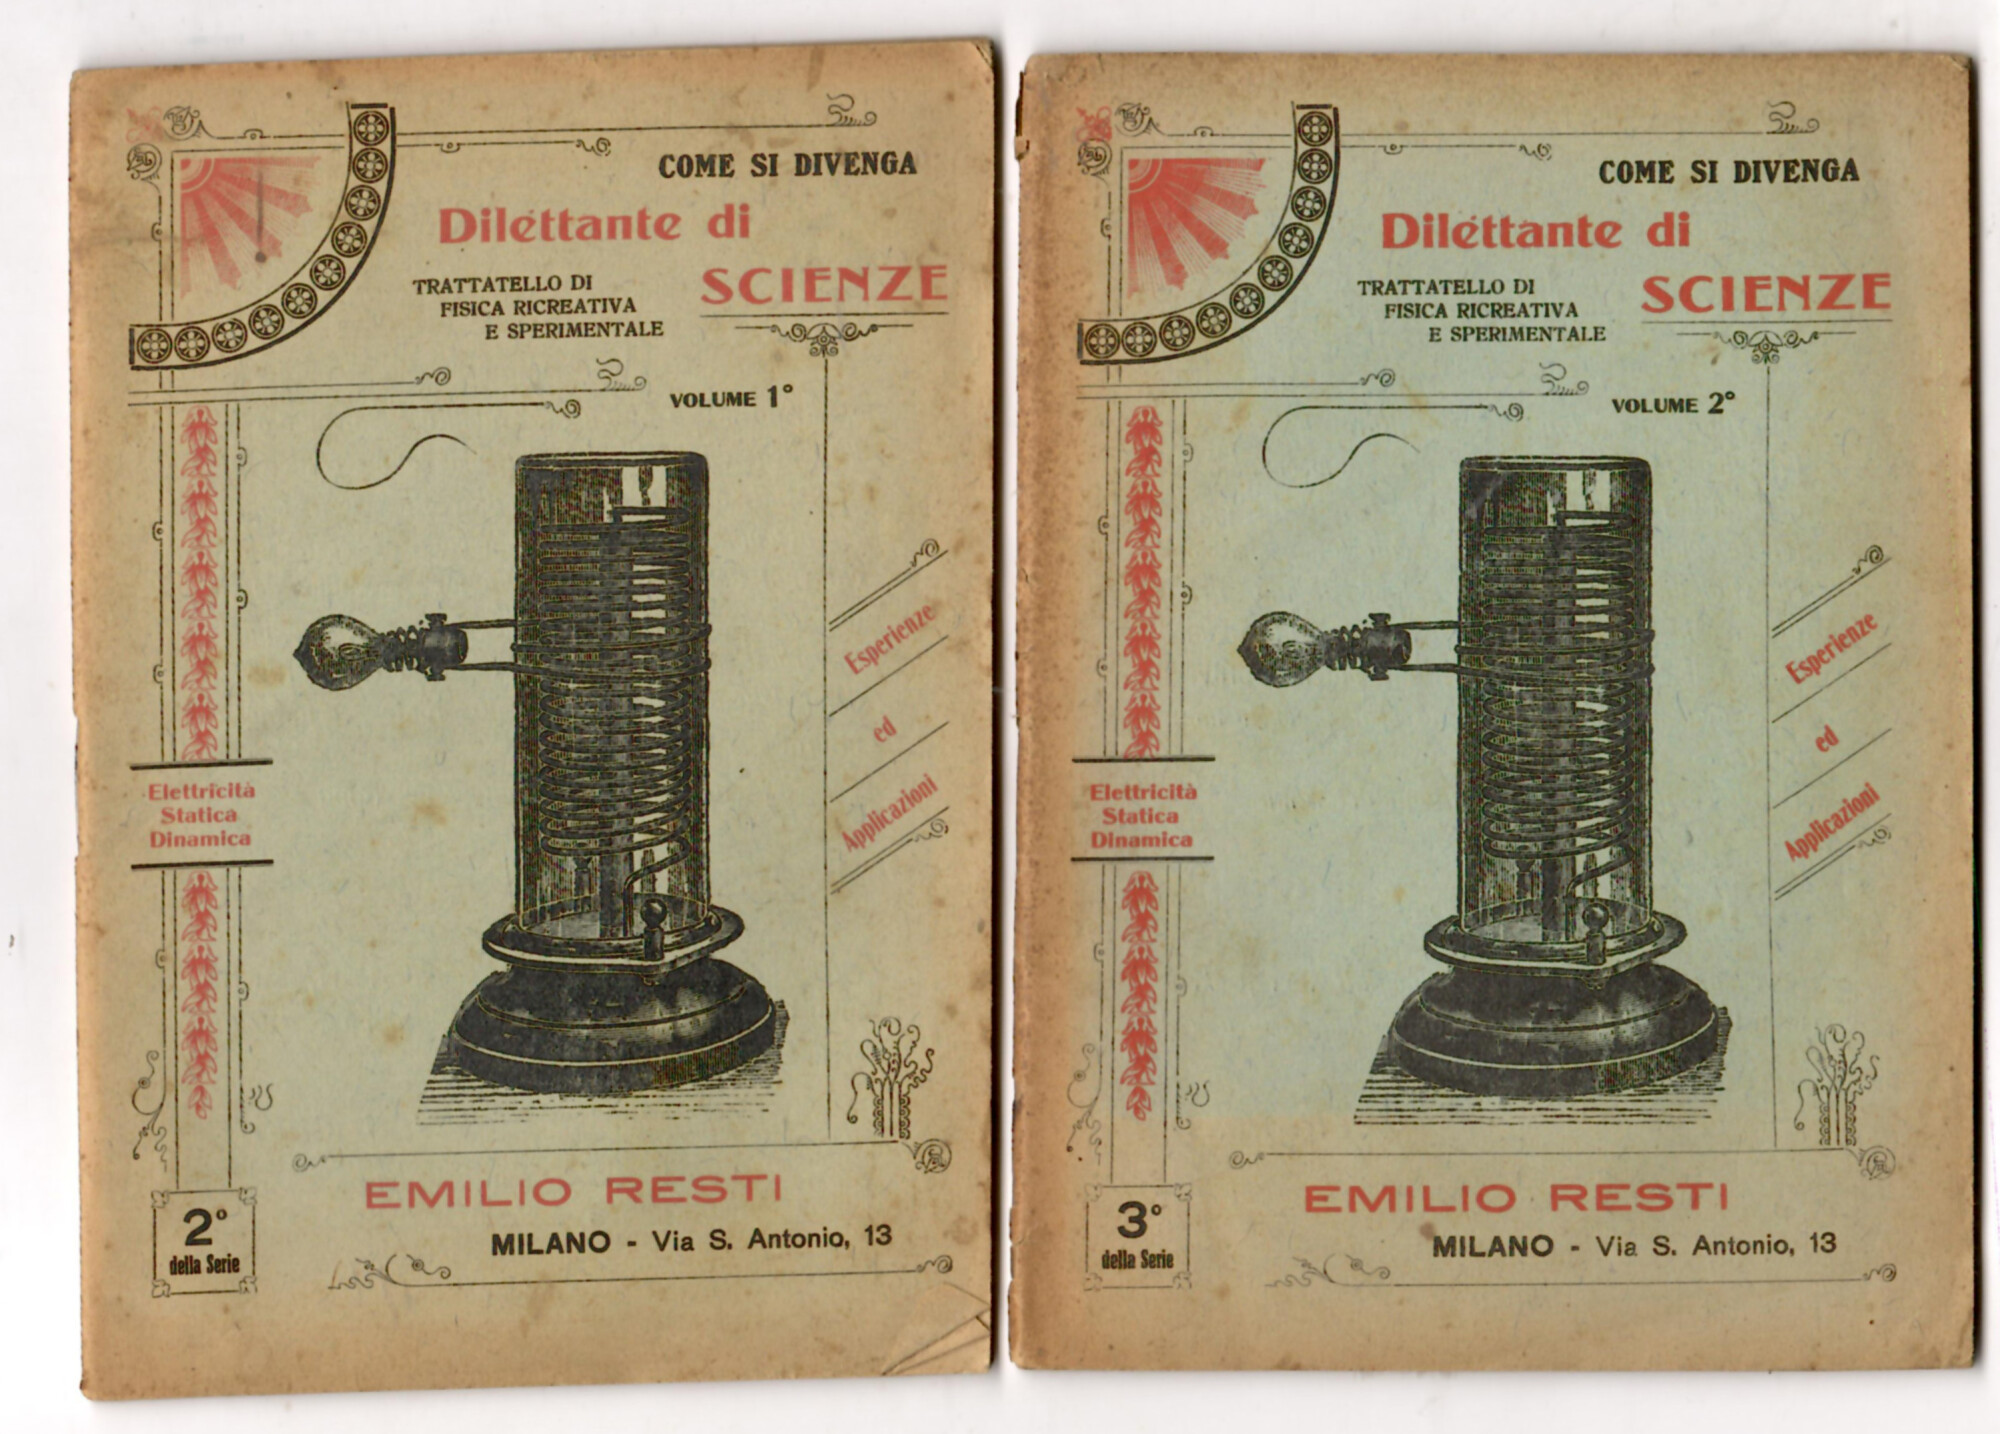 COME SI DIVENGA
Dilettante di
SCIENZE
TRATTATELLO DI
FISICA RICREATIVA
E SPERIMENTALE
VOLUME 1°
Esperienze
ed
Applicazioni
Elettricità
Statica
Dinamica
EMILIO RESTI
MILANO - Via S. Antonio, 13
2°
della Serie
COME SI DIVENGA
Dilettante di
SCIENZE
TRATTATELLO DI
FISICA RICREATIVA
E SPERIMENTALE
VOLUME 2°
Esperienze
ed
Applicazioni
Elettricità
Statica
Dinamica
EMILIO RESTI
MILANO - Via S. Antonio, 13
3°
della Serie